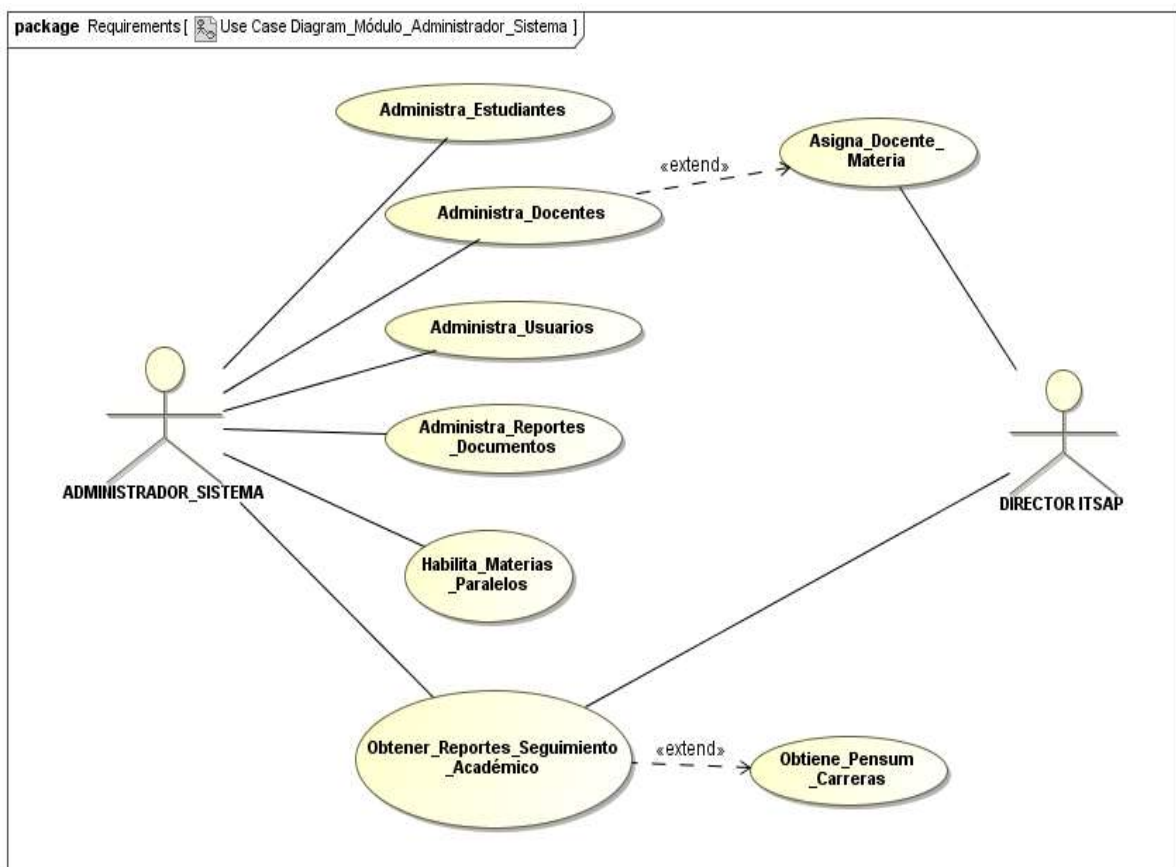 package Requirements [ Use Case Diagram_Módulo_Administrador_Sistema ]
Administra_Estudiantes
Asigna_Docente_
Materia
«extend»
Administra_Docentes
Administra_Usuarios
Administra_Reportes
_Documentos
ADMINISTRADOR_SISTEMA
DIRECTOR ITSAP
Habilita_Materias
_Paralelos
Obtener_Reportes_Seguimiento
_Académico
«extend»
Obtiene_Pensum
_Carreras